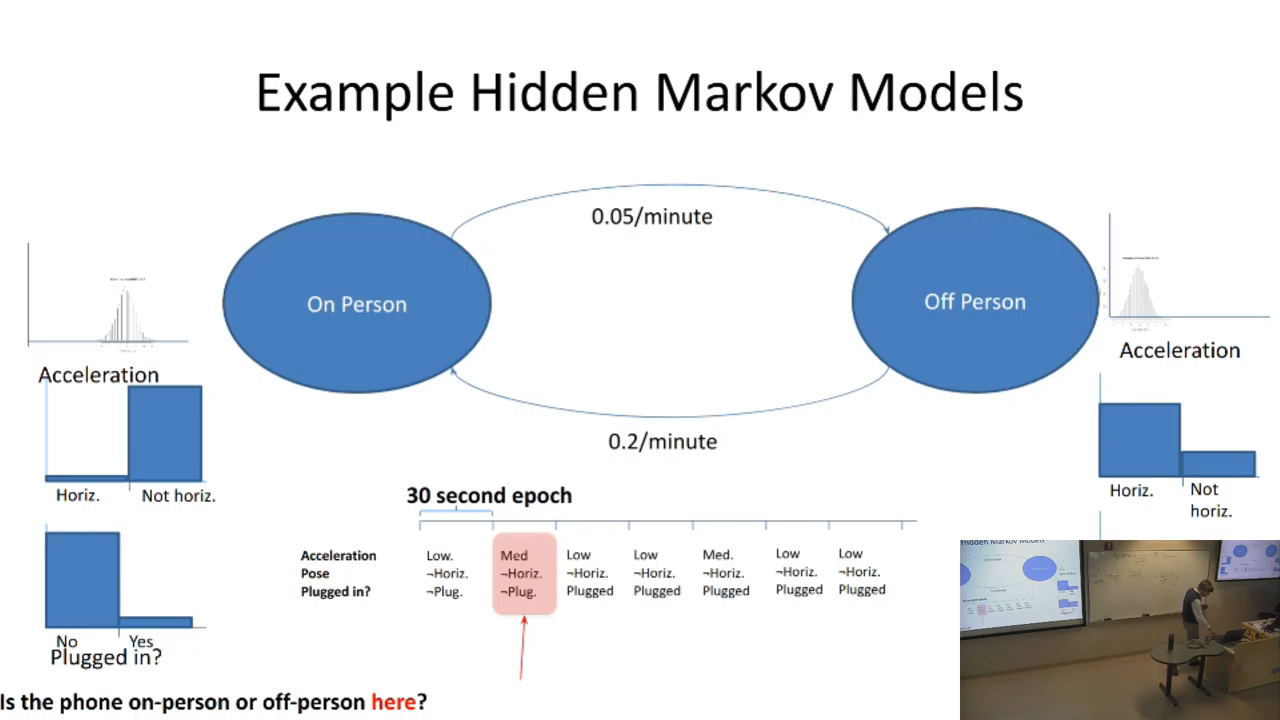 Example Hidden Markov Models
0.05/minute
On Person
Off Person
Acceleration
Acceleration
0.2/minute
Horiz.
Not horiz.
Horiz.
Not
horiz.
30 second epoch
Acceleration Low. Med Low Low Med. Low Low
Pose ¬Horiz. ¬Horiz. ¬Horiz. ¬Horiz. ¬Horiz. ¬Horiz. ¬Horiz.
Plugged in? ¬Plug. ¬Plug. Plugged Plugged Plugged Plugged Plugged
No
Yes
Plugged in?
Is the phone on-person or off-person here?